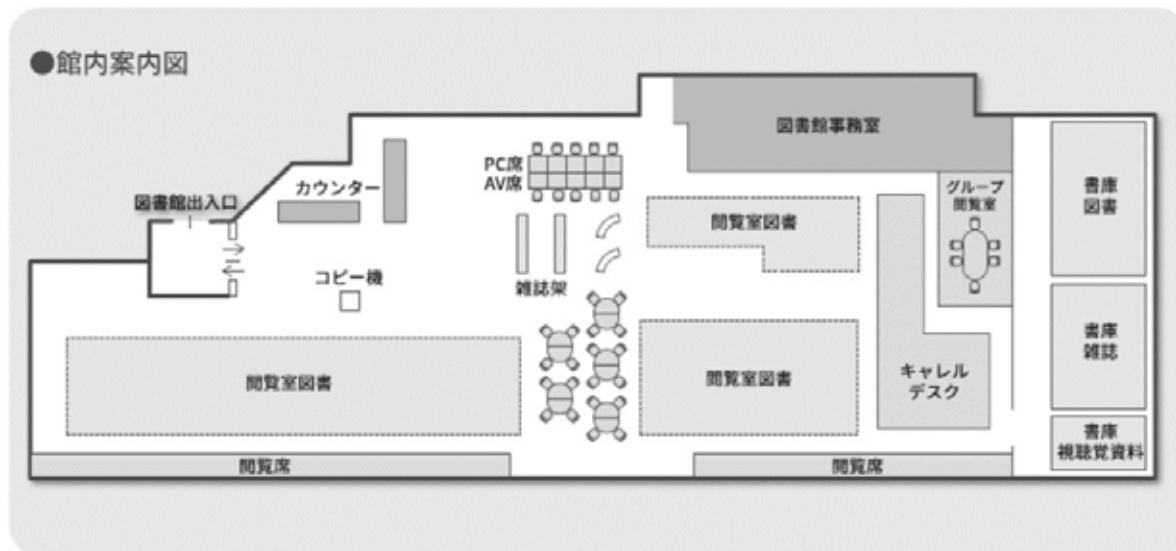 ●館内案内図
図書館事務室
PC席
AV席
カウンター
図書館出入口
グループ
閲覧室
書庫
図書
閲覧室図書
コピー機
雑誌架
書庫
雑誌
閲覧室図書
閲覧室図書
キャレル
デスク
書庫
視聴覚資料
閲覧席
閲覧席